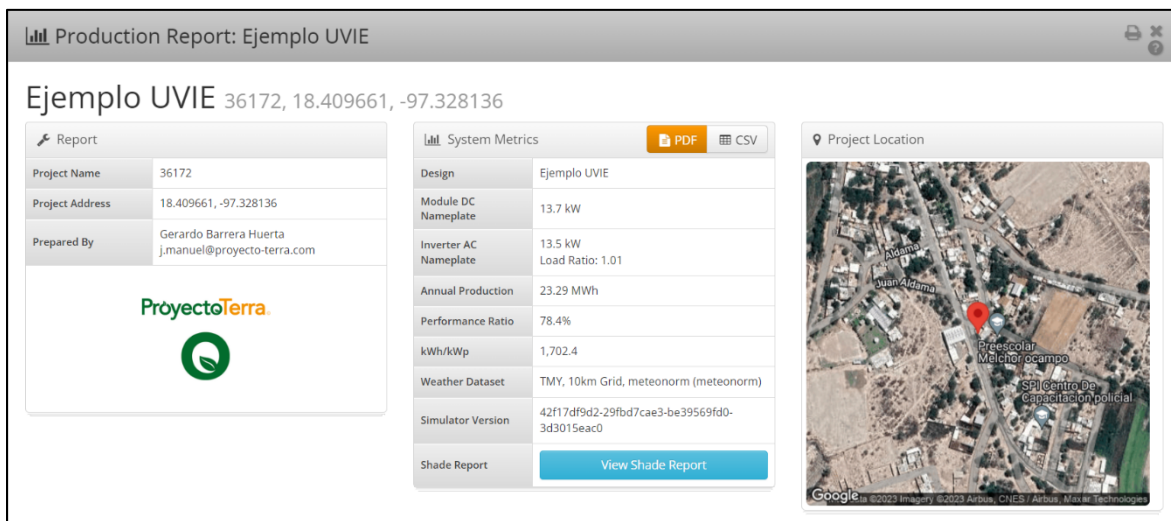 Production Report: Ejemplo UVIE
Ejemplo UVIE 36172, 18.409661, -97.328136
Report
Project Name 36172
Project Address 18.409661, -97.328136
Prepared By Gerardo Barrera Huerta
j.manuel@proyecto-terra.com
ProyectoTerra
System Metrics PDF CSV
Design Ejemplo UVIE
Module DC
Nameplate
13.7 kW
Inverter AC
Nameplate
13.5 kW
Load Ratio: 1.01
Annual Production 23.29 MWh
Performance Ratio 78.4%
kWh/kWp 1,702.4
Weather Dataset TMY, 10km Grid, meteonorm (meteonorm)
Simulator Version 42f17df9d2-29fbd7cae3-be39569fd0-
3d3015eac0
Shade Report View Shade Report
Project Location
Aldama
Juan Aldama
Preescolar
Melchor ocampo
SPI Centro De
Capacitacion policial
Google ta ©2023 Imagery ©2023 Airbus, CNES / Airbus, Maxar Technologies